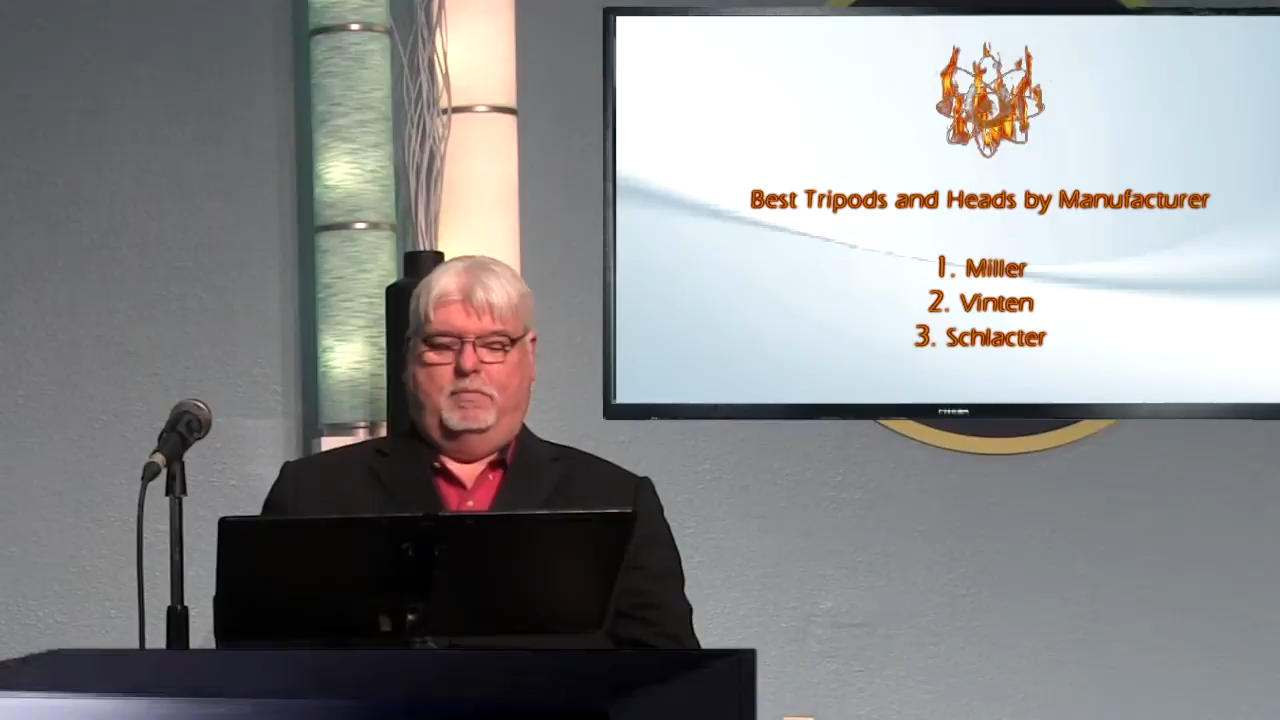 Best Tripods and Heads by Manufacturer
1. Miller
2. Vinten
3. Schlacter